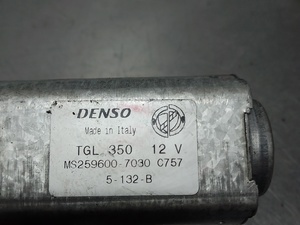 DENSO
Made in Italy
TGL 350 12 V
MS259600-7030 C757
5-132-B